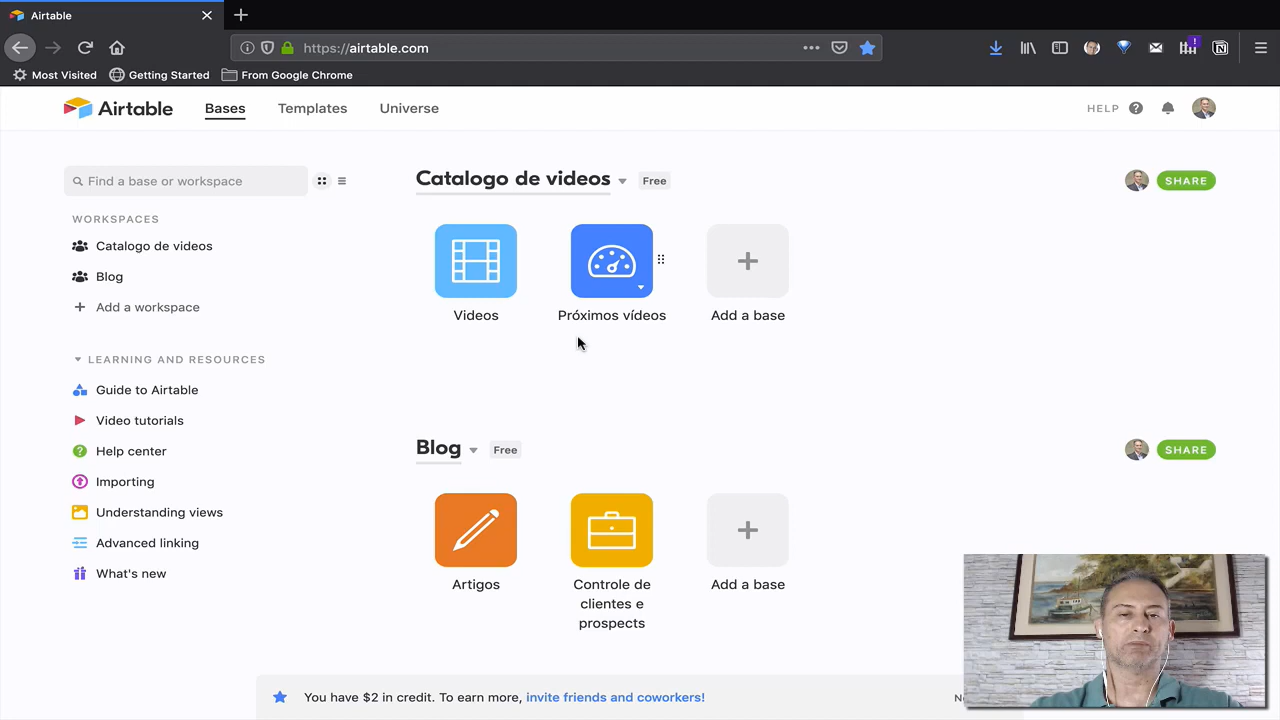 Airtable
https://airtable.com
Most Visited
Getting Started
From Google Chrome
Airtable
Bases
Templates
Universe
HELP
Find a base or workspace
WORKSPACES
Catalogo de videos
Blog
Add a workspace
LEARNING AND RESOURCES
Guide to Airtable
Video tutorials
Help center
Importing
Understanding views
Advanced linking
What's new
Catalogo de videos
Free
SHARE
Videos
Próximos vídeos
Add a base
Blog
Free
SHARE
Artigos
Controle de
clientes e
prospects
Add a base
You have $2 in credit. To earn more, invite friends and coworkers!